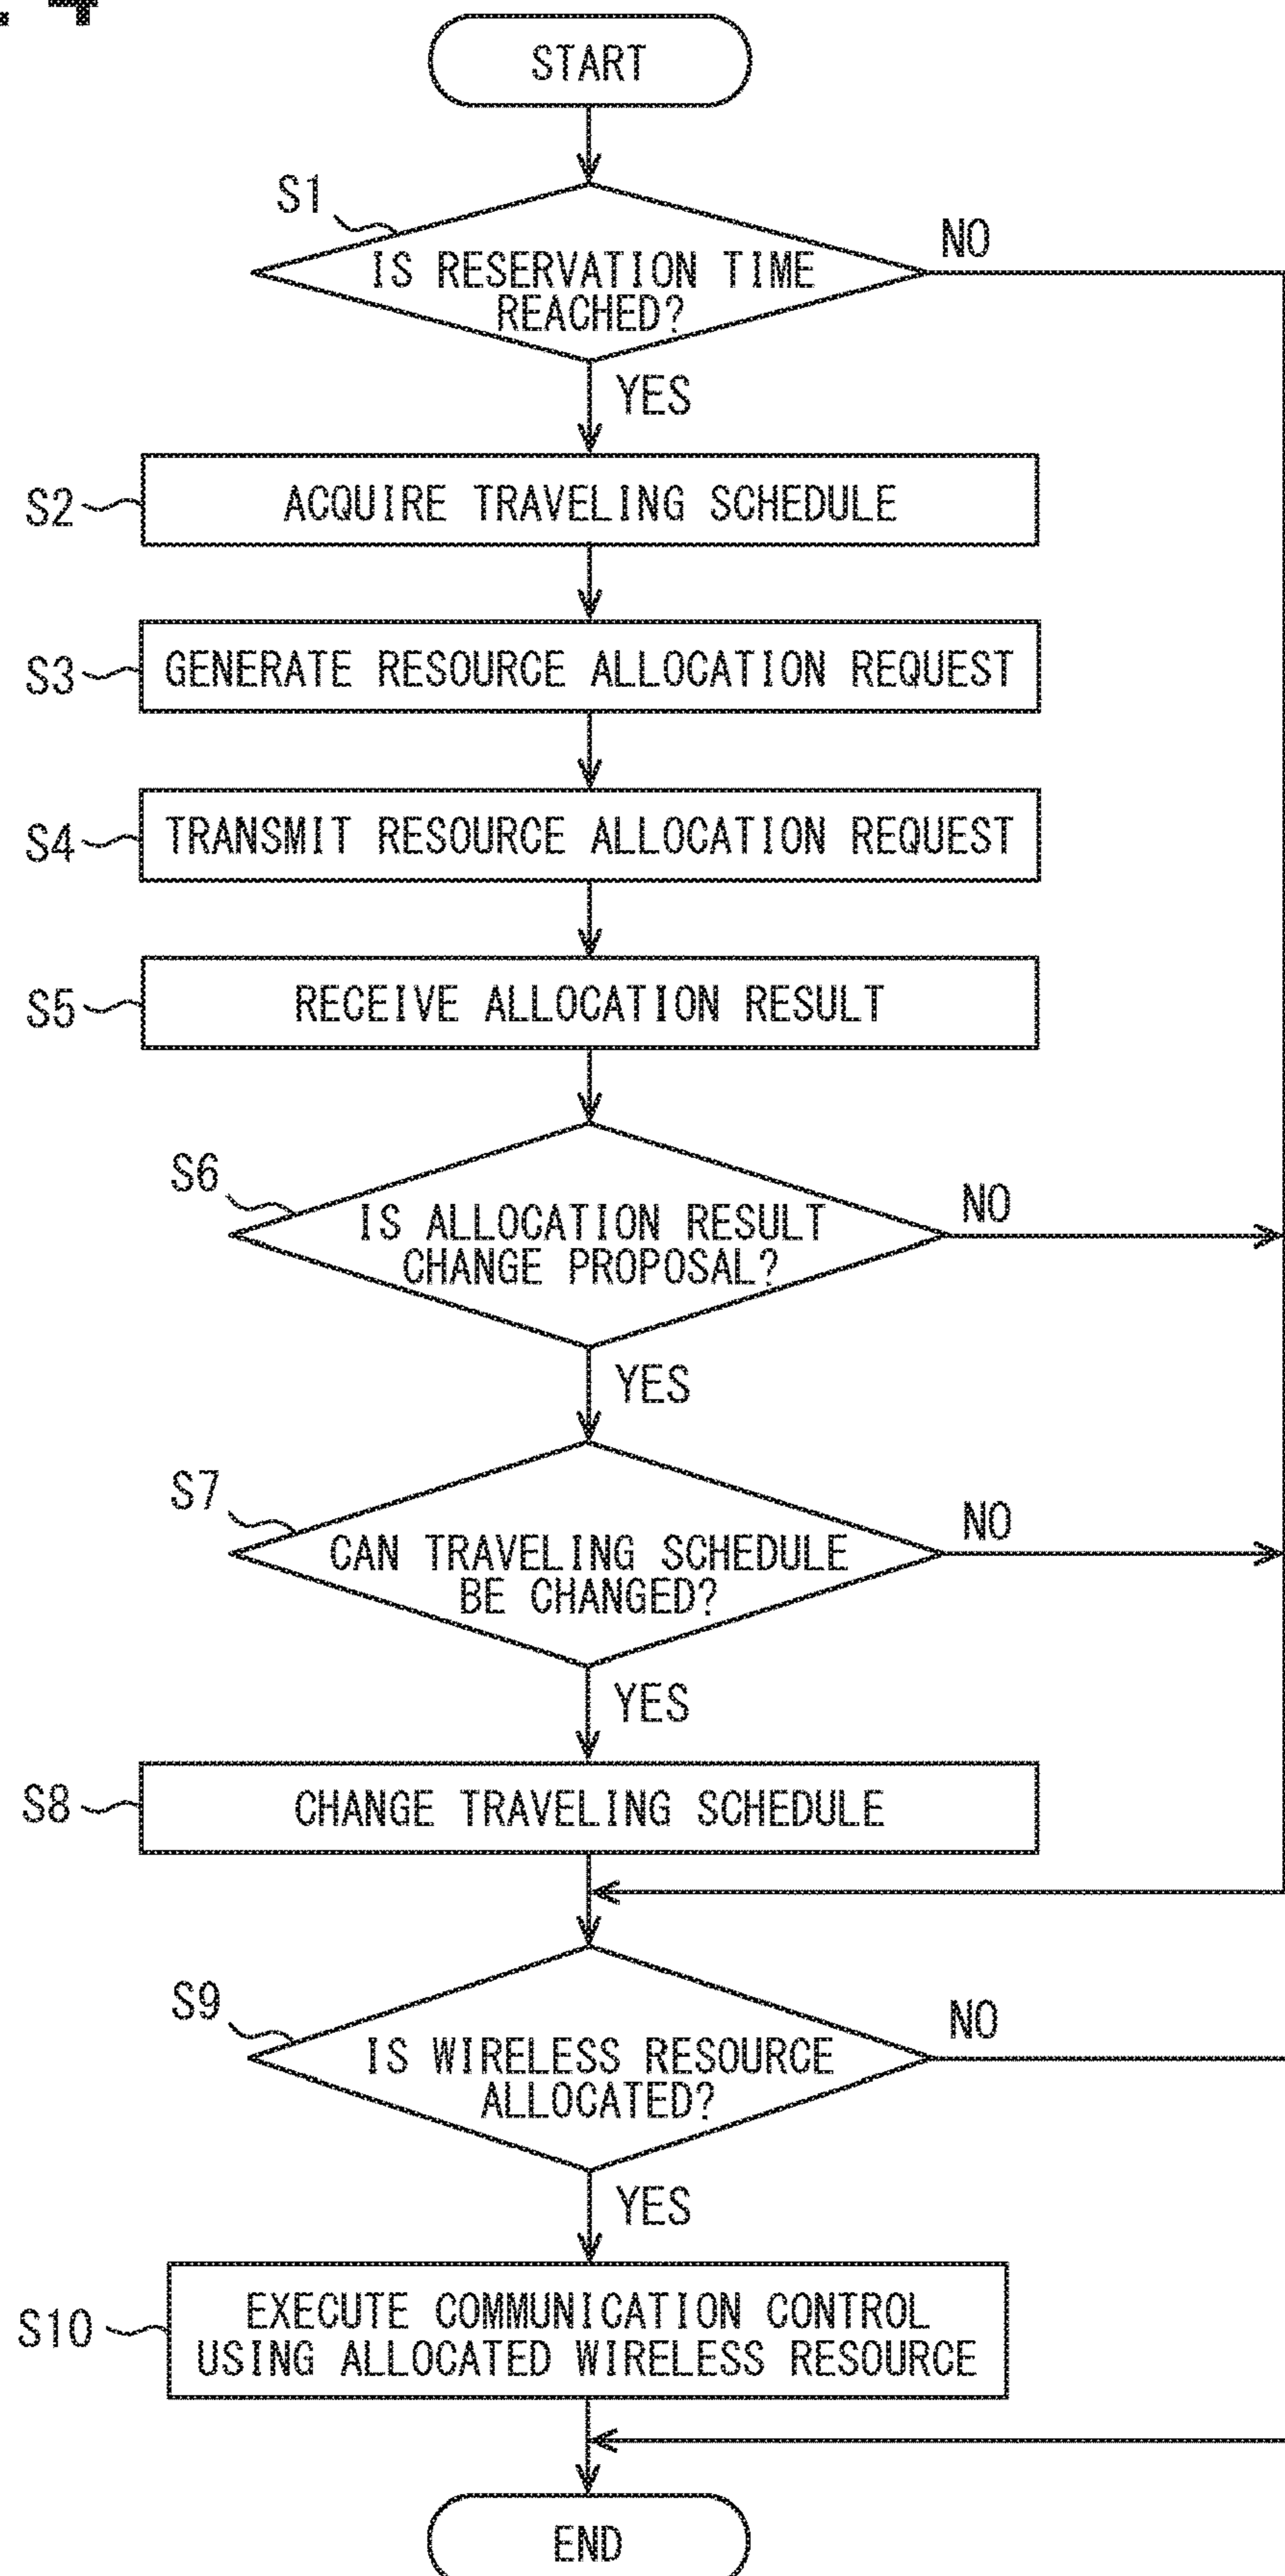 . 4
START
S1
NO
IS RESERVATION TIME
REACHED?
YES
S2
ACQUIRE TRAVELING SCHEDULE
S3
GENERATE RESOURCE ALLOCATION REQUEST
S4
TRANSMIT RESOURCE ALLOCATION REQUEST
S5
RECEIVE ALLOCATION RESULT
S6
NO
IS ALLOCATION RESULT
CHANGE PROPOSAL?
YES
S7
NO
CAN TRAVELING SCHEDULE
BE CHANGED?
YES
S8
CHANGE TRAVELING SCHEDULE
S9
NO
IS WIRELESS RESOURCE
ALLOCATED?
YES
S10
EXECUTE COMMUNICATION CONTROL
USING ALLOCATED WIRELESS RESOURCE
END